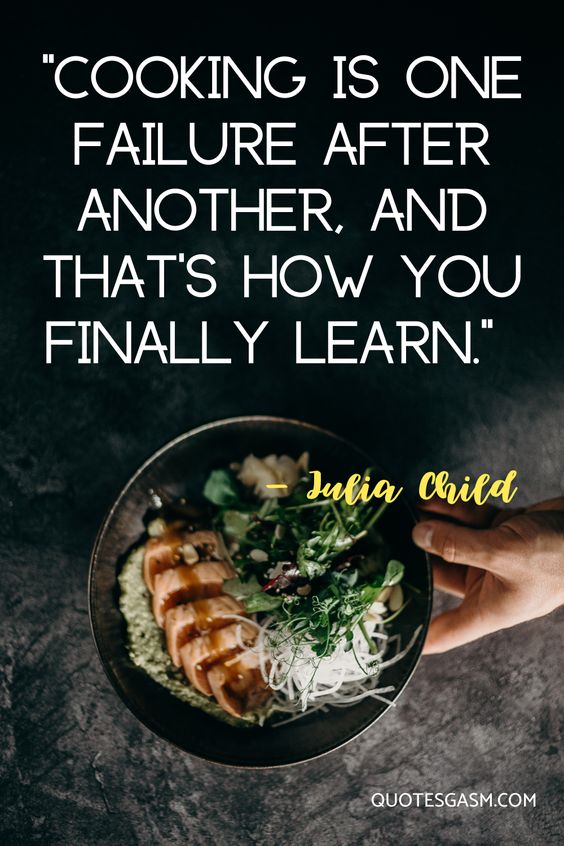 "COOKING IS ONE
FAILURE AFTER
ANOTHER, AND
THAT'S HOW YOU
FINALLY LEARN."
– Julia Child
QUOTESGASM.COM